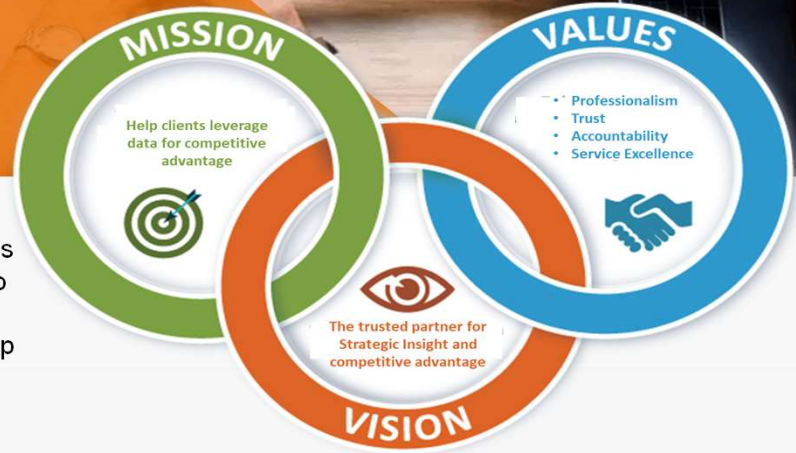 MISSION
Help clients leverage
data for competitive
advantage
VALUES
• Professionalism
• Trust
• Accountability
• Service Excellence
The trusted partner for
Strategic Insight and
competitive advantage
VISION
s
o
p